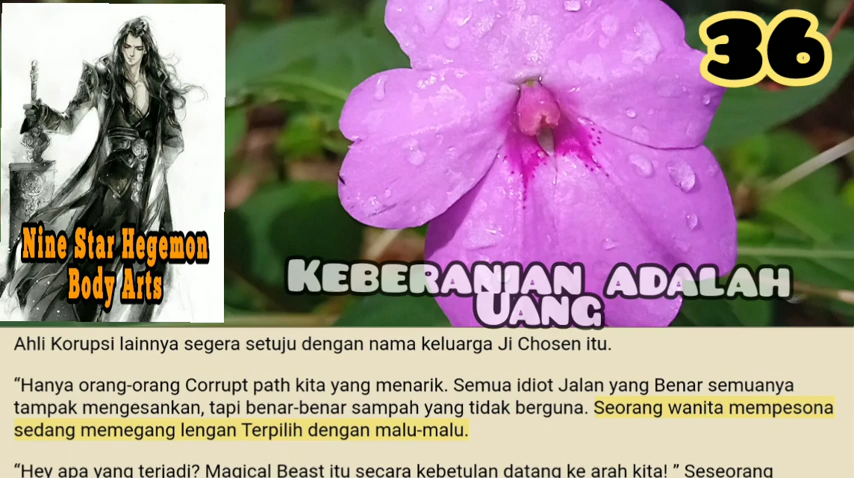 36
Nine Star Hegemon
Body Arts
Keberanian adalah
Uang
Ahli Korupsi lainnya segera setuju dengan nama keluarga Ji Chosen itu.
“Hanya orang-orang Corrupt path kita yang menarik. Semua idiot Jalan yang Benar semuanya
tampak mengesankan, tapi benar-benar sampah yang tidak berguna. Seorang wanita mempesona
sedang memegang lengan Terpilih dengan malu-malu.
“Hey apa yang terjadi? Magical Beast itu secara kebetulan datang ke arah kita! ” Seseorang